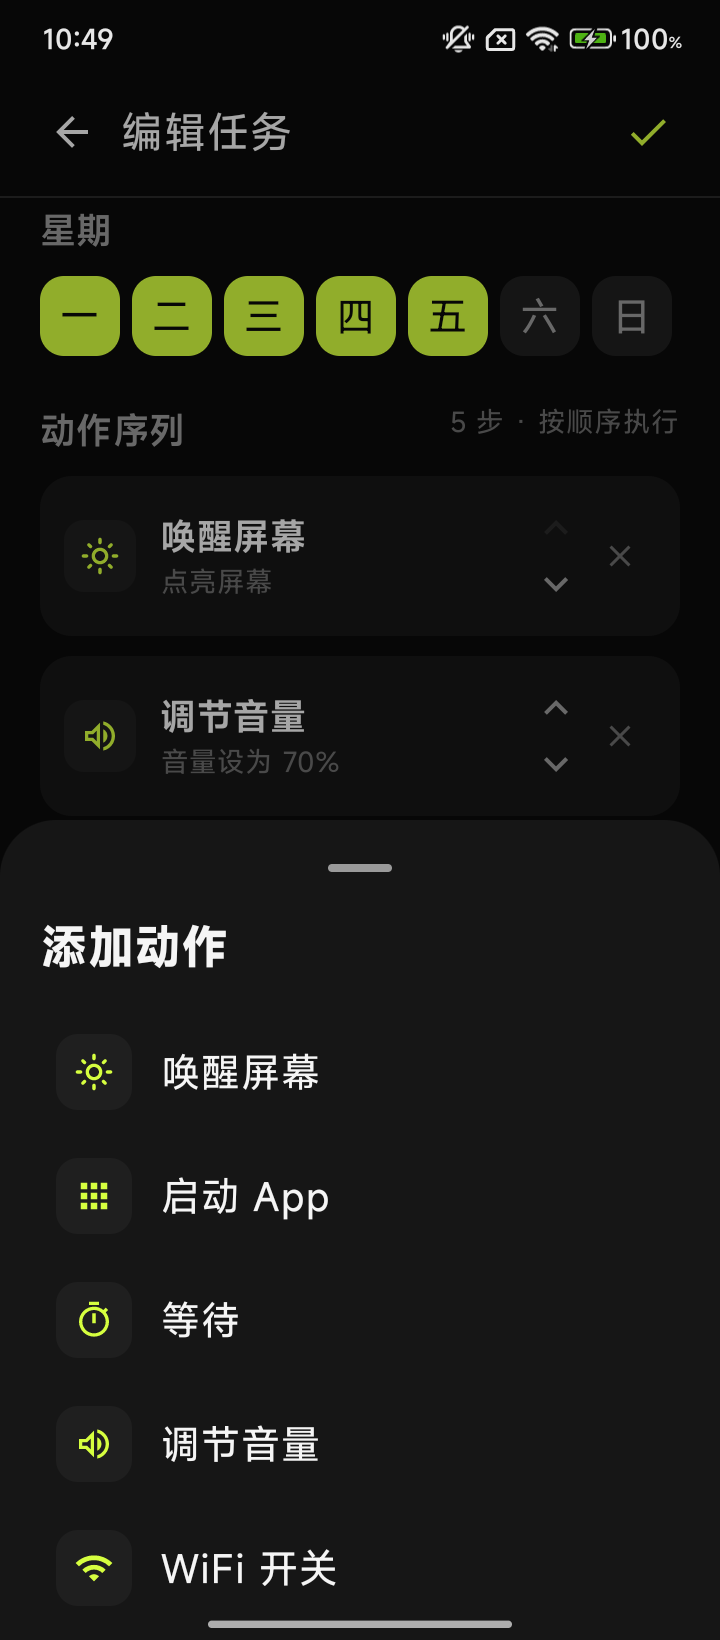 10:49
100%
编辑任务
星期
一 二 三 四 五 六 日
动作序列
5 步 · 按顺序执行
唤醒屏幕
点亮屏幕
调节音量
音量设为 70%
添加动作
唤醒屏幕
启动 App
等待
调节音量
WiFi 开关